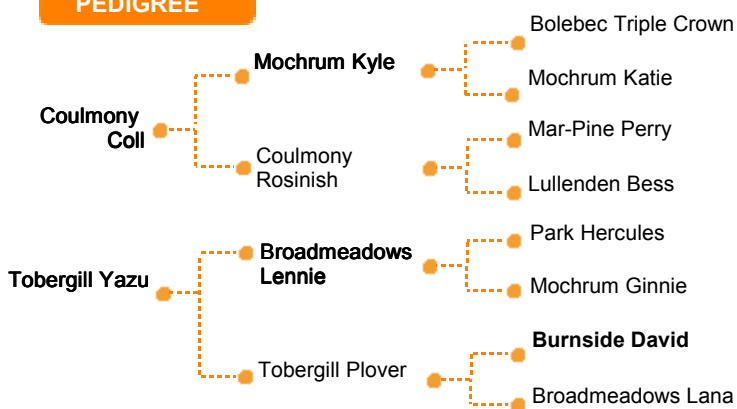 PEDIGREE
Coulmony
Coll
Mochrum Kyle
Bolebec Triple Crown
Mochrum Katie
Coulmony
Rosinish
Mar-Pine Perry
Lullenden Bess
Tobergill Yazu
Broadmeadows
Lennie
Park Hercules
Mochrum Ginnie
Tobergill Plover
Burnside David
Broadmeadows Lana